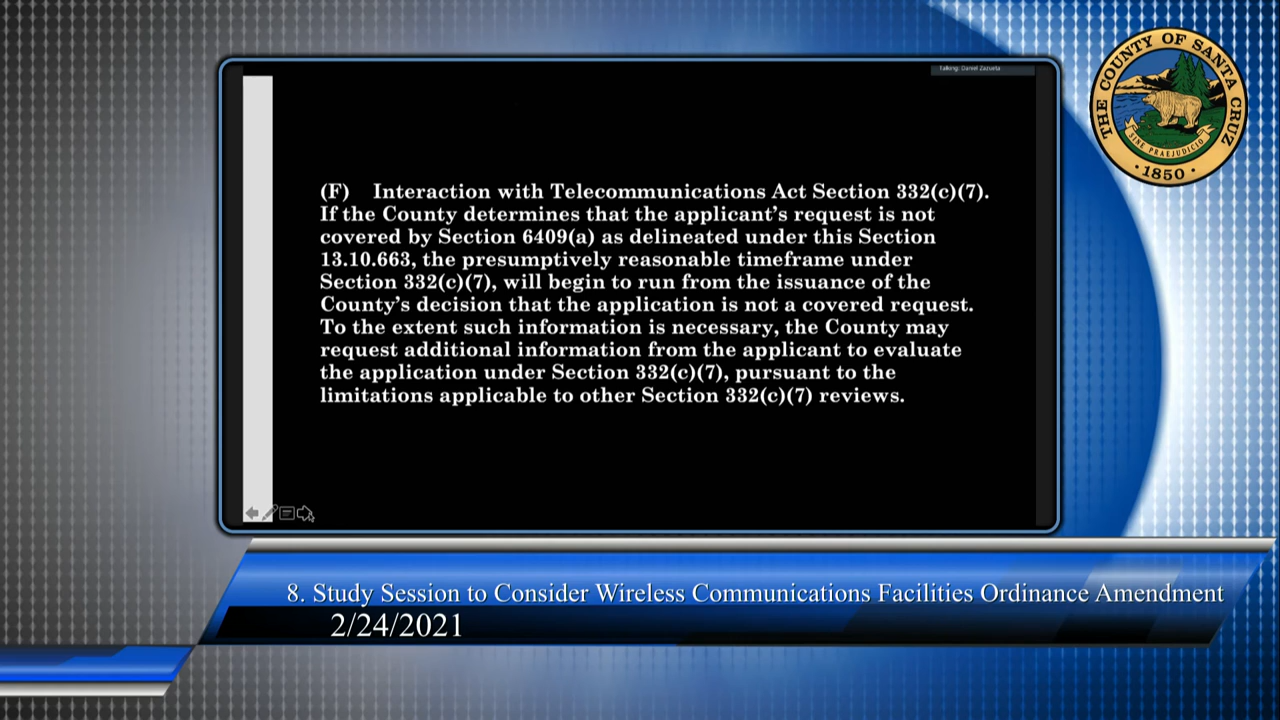 Talking: Daniel Zazueta
THE COUNTY OF SANTA CRUZ
SINE PRAEJUDICIO
• 1850 •
(F) Interaction with Telecommunications Act Section 332(c)(7).
If the County determines that the applicant’s request is not
covered by Section 6409(a) as delineated under this Section
13.10.663, the presumptively reasonable timeframe under
Section 332(c)(7), will begin to run from the issuance of the
County’s decision that the application is not a covered request.
To the extent such information is necessary, the County may
request additional information from the applicant to evaluate
the application under Section 332(c)(7), pursuant to the
limitations applicable to other Section 332(c)(7) reviews.
8. Study Session to Consider Wireless Communications Facilities Ordinance Amendment
2/24/2021